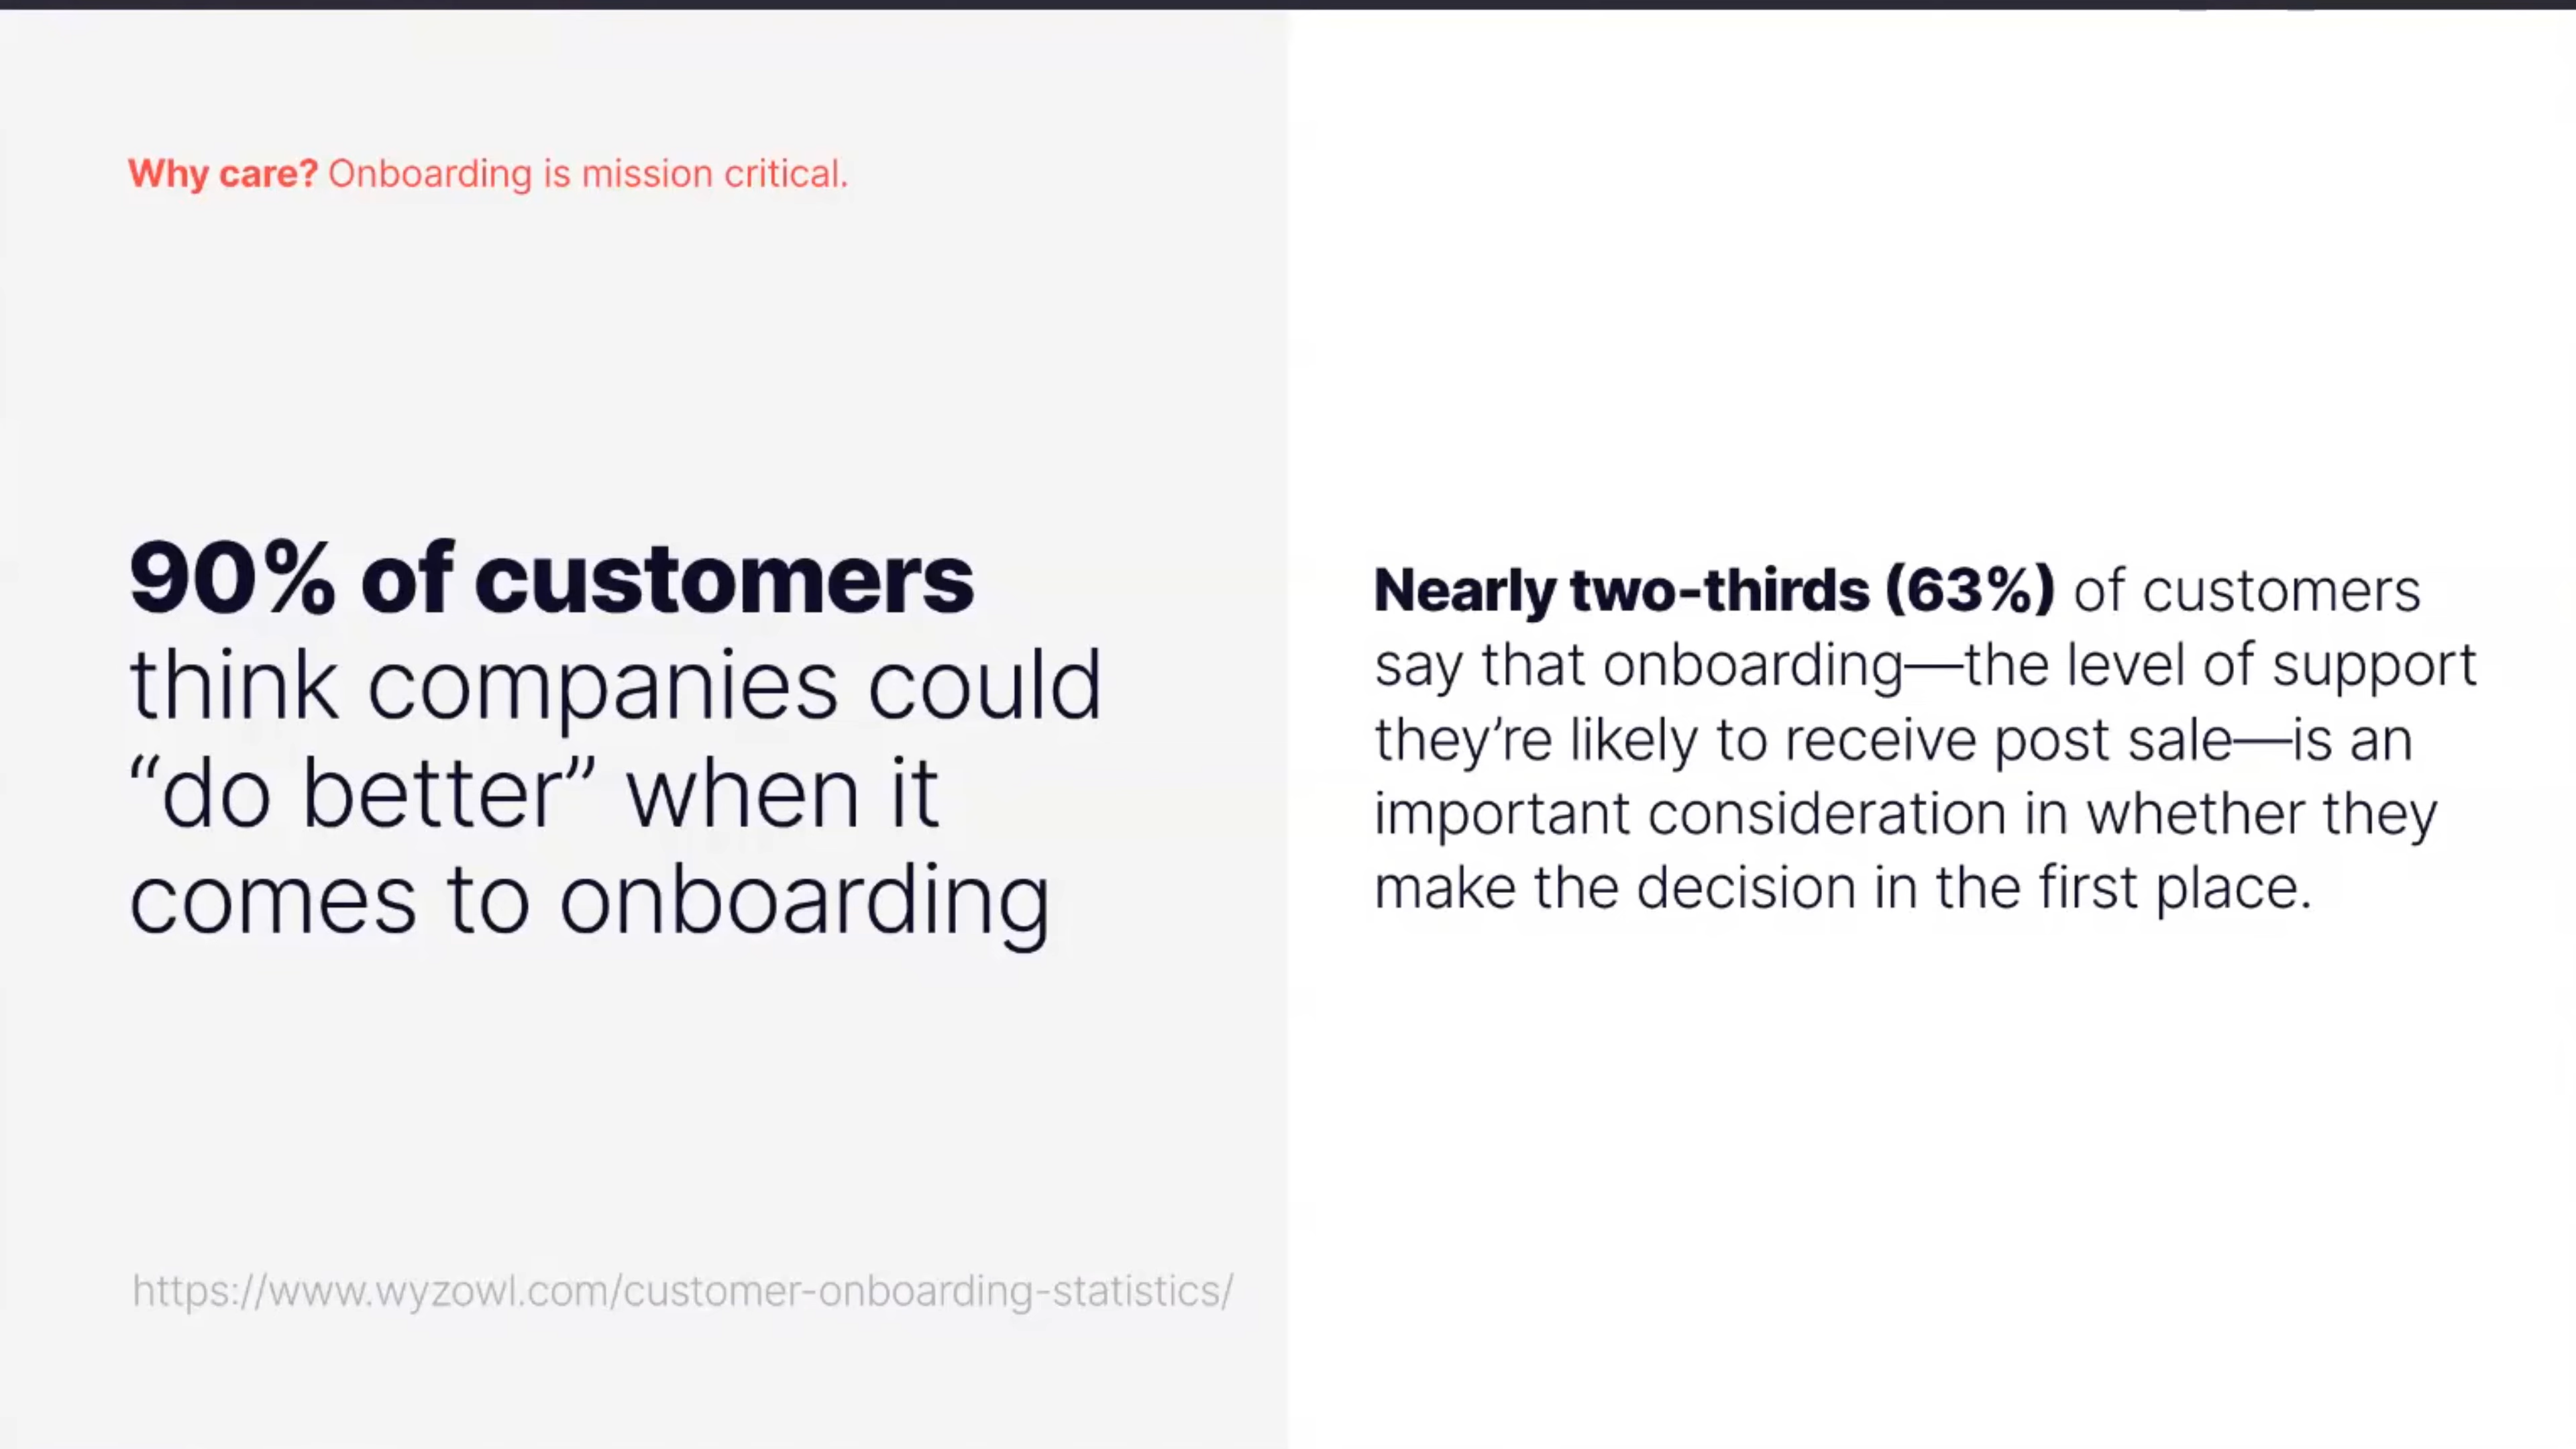 Why care? Onboarding is mission critical.
90% of customers
think companies could
“do better” when it
comes to onboarding
https://www.wyzowl.com/customer-onboarding-statistics/
Nearly two-thirds (63%) of customers
say that onboarding—the level of support
they’re likely to receive post sale—is an
important consideration in whether they
make the decision in the first place.